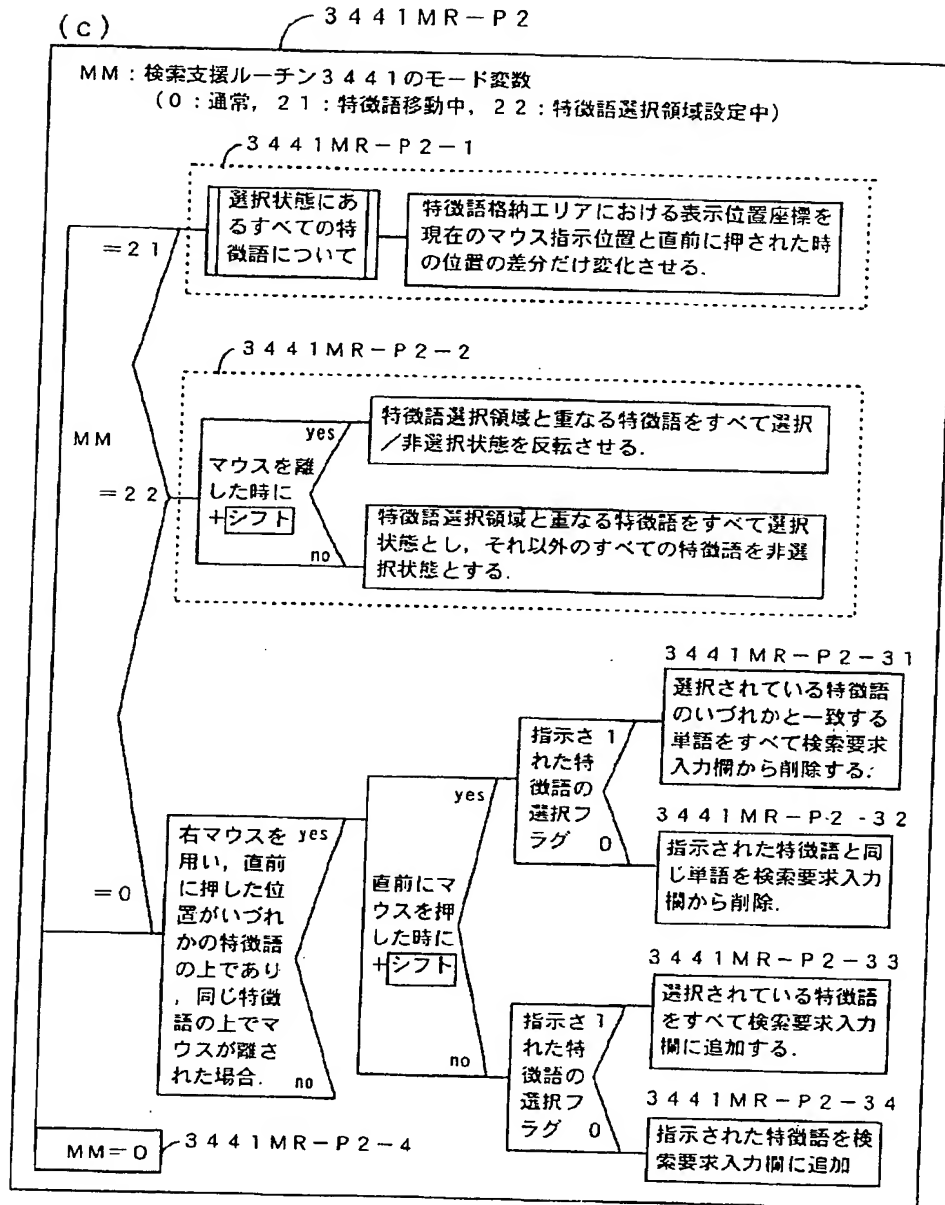 (c)
3441MR-P2
MM:検索支援ルーチン3441のモード変数
(0:通常,21:特徴語移動中,22:特徴語選択領域設定中)
3441MR-P2-1
=21
選択状態にあ
るすべての特
徴語について
特徴語格納エリアにおける表示位置座標を
現在のマウス指示位置と直前に押された時
の位置の差分だけ変化させる.
3441MR-P2-2
MM
=22
マウスを離
した時に
+シフト
yes
特徴語選択領域と重なる特徴語をすべて選択
/非選択状態を反転させる.
no
特徴語選択領域と重なる特徴語をすべて選択
状態とし,それ以外のすべての特徴語を非選
択状態とする.
=0
右マウスを
用い,直前
に押した位
置がいづれ
かの特徴語
の上であり
,同じ特徴
語の上でマ
ウスが離さ
れた場合.
yes
no
直前にマ
ウスを押
した時に
+シフト
yes
no
指示さ
れた特
徴語の
選択フ
ラグ
1
0
3441MR-P2-31
選択されている特徴語
のいづれかと一致する
単語をすべて検索要求
入力欄から削除する.
3441MR-P2-32
指示された特徴語と同
じ単語を検索要求入力
欄から削除.
指示さ
れた特
徴語の
選択フ
ラグ
1
0
3441MR-P2-33
選択されている特徴語
をすべて検索要求入力
欄に追加する.
3441MR-P2-34
指示された特徴語を検
索要求入力欄に追加
MM=0
3441MR-P2-4